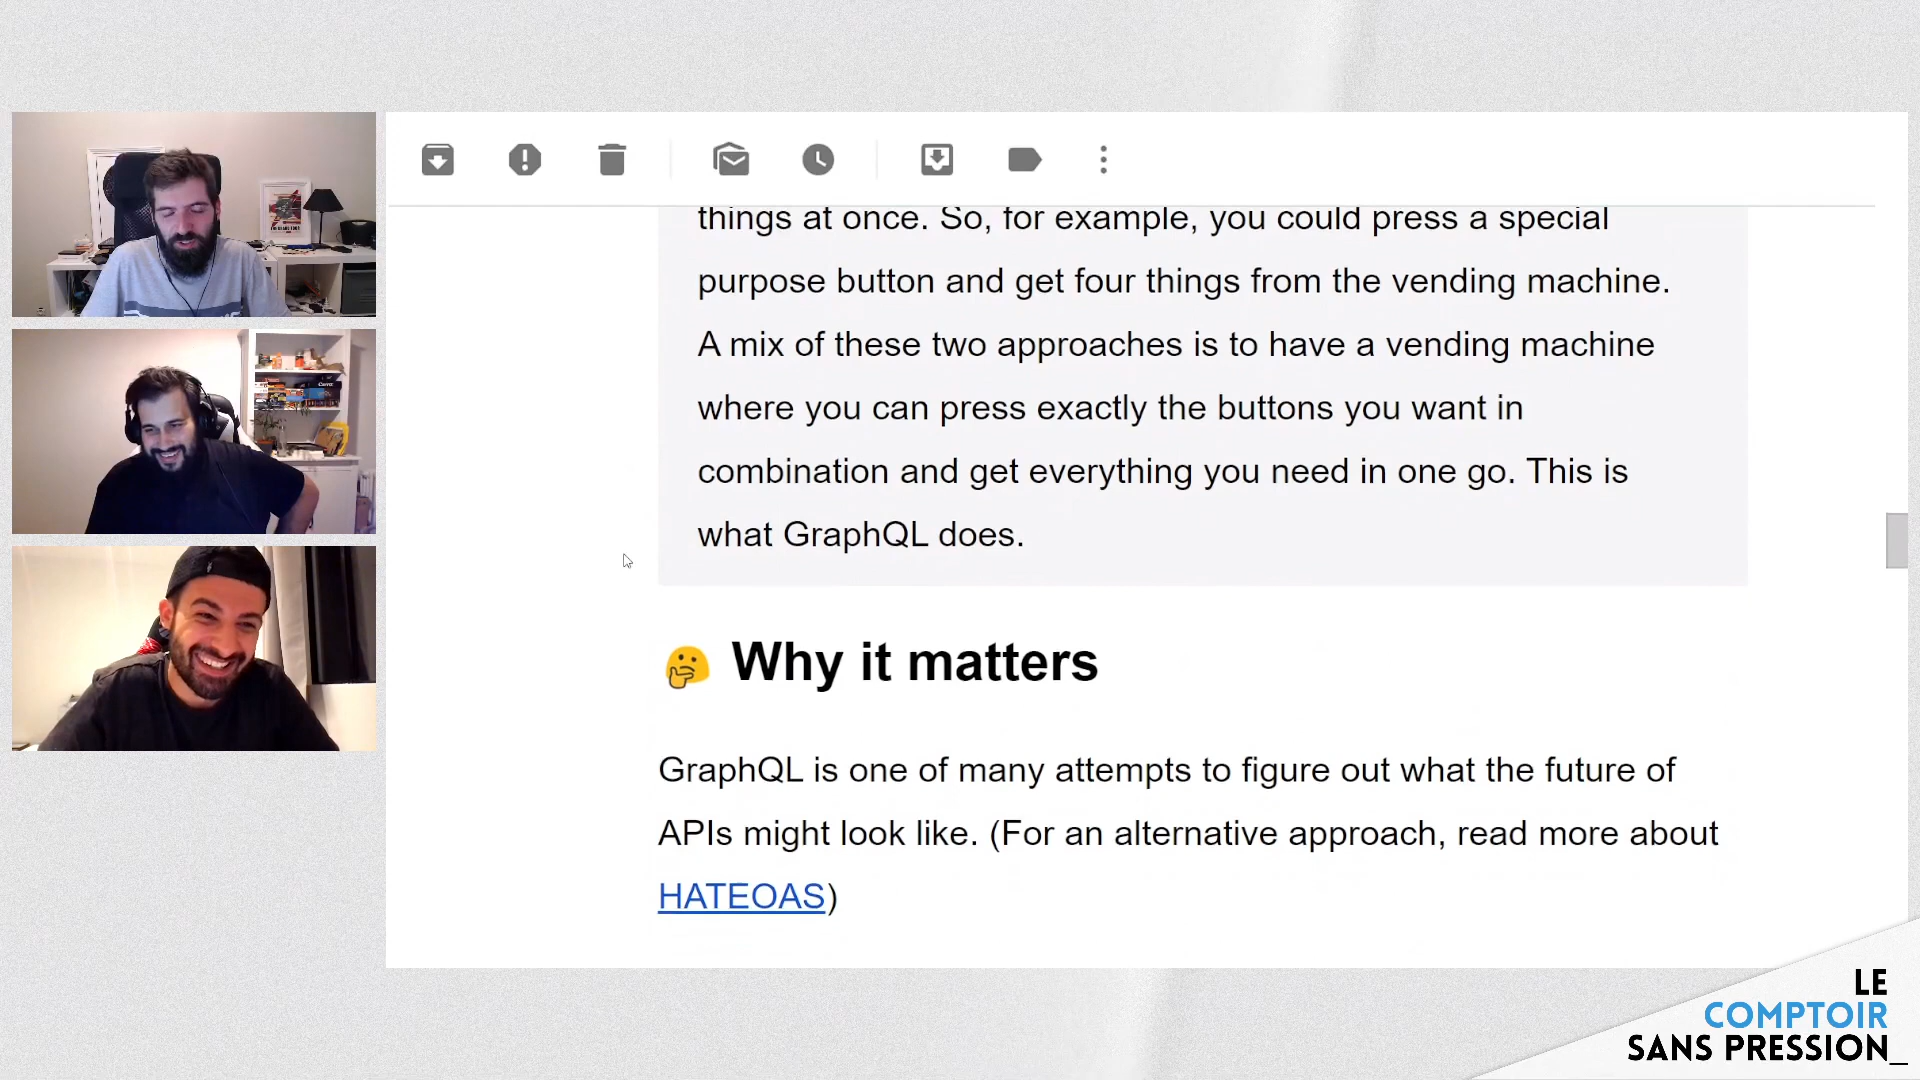 things at once. So, for example, you could press a special
purpose button and get four things from the vending machine.
A mix of these two approaches is to have a vending machine
where you can press exactly the buttons you want in
combination and get everything you need in one go. This is
what GraphQL does.
🤔 Why it matters
GraphQL is one of many attempts to figure out what the future of
APIs might look like. (For an alternative approach, read more about
HATEOAS)
LE
COMPTOIR
SANS PRESSION_